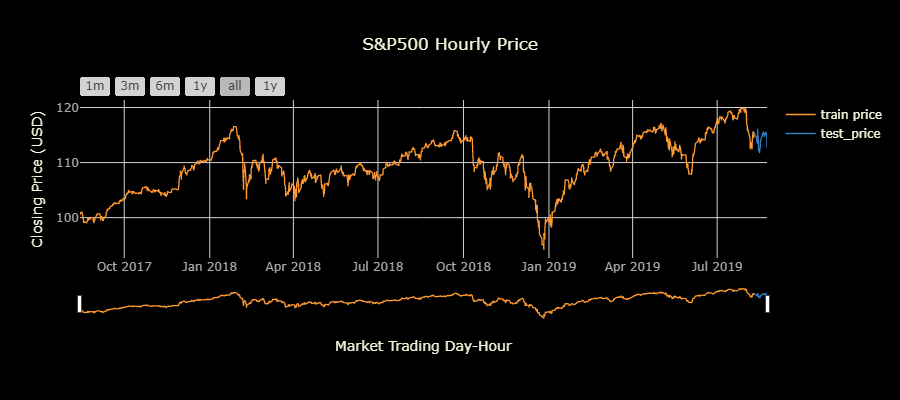 S&P500 Hourly Price
1m 3m 6m 1y all 1y
Closing Price (USD)
120
110
100
train price
test_price
Oct 2017 Jan 2018 Apr 2018 Jul 2018 Oct 2018 Jan 2019 Apr 2019 Jul 2019
Market Trading Day-Hour